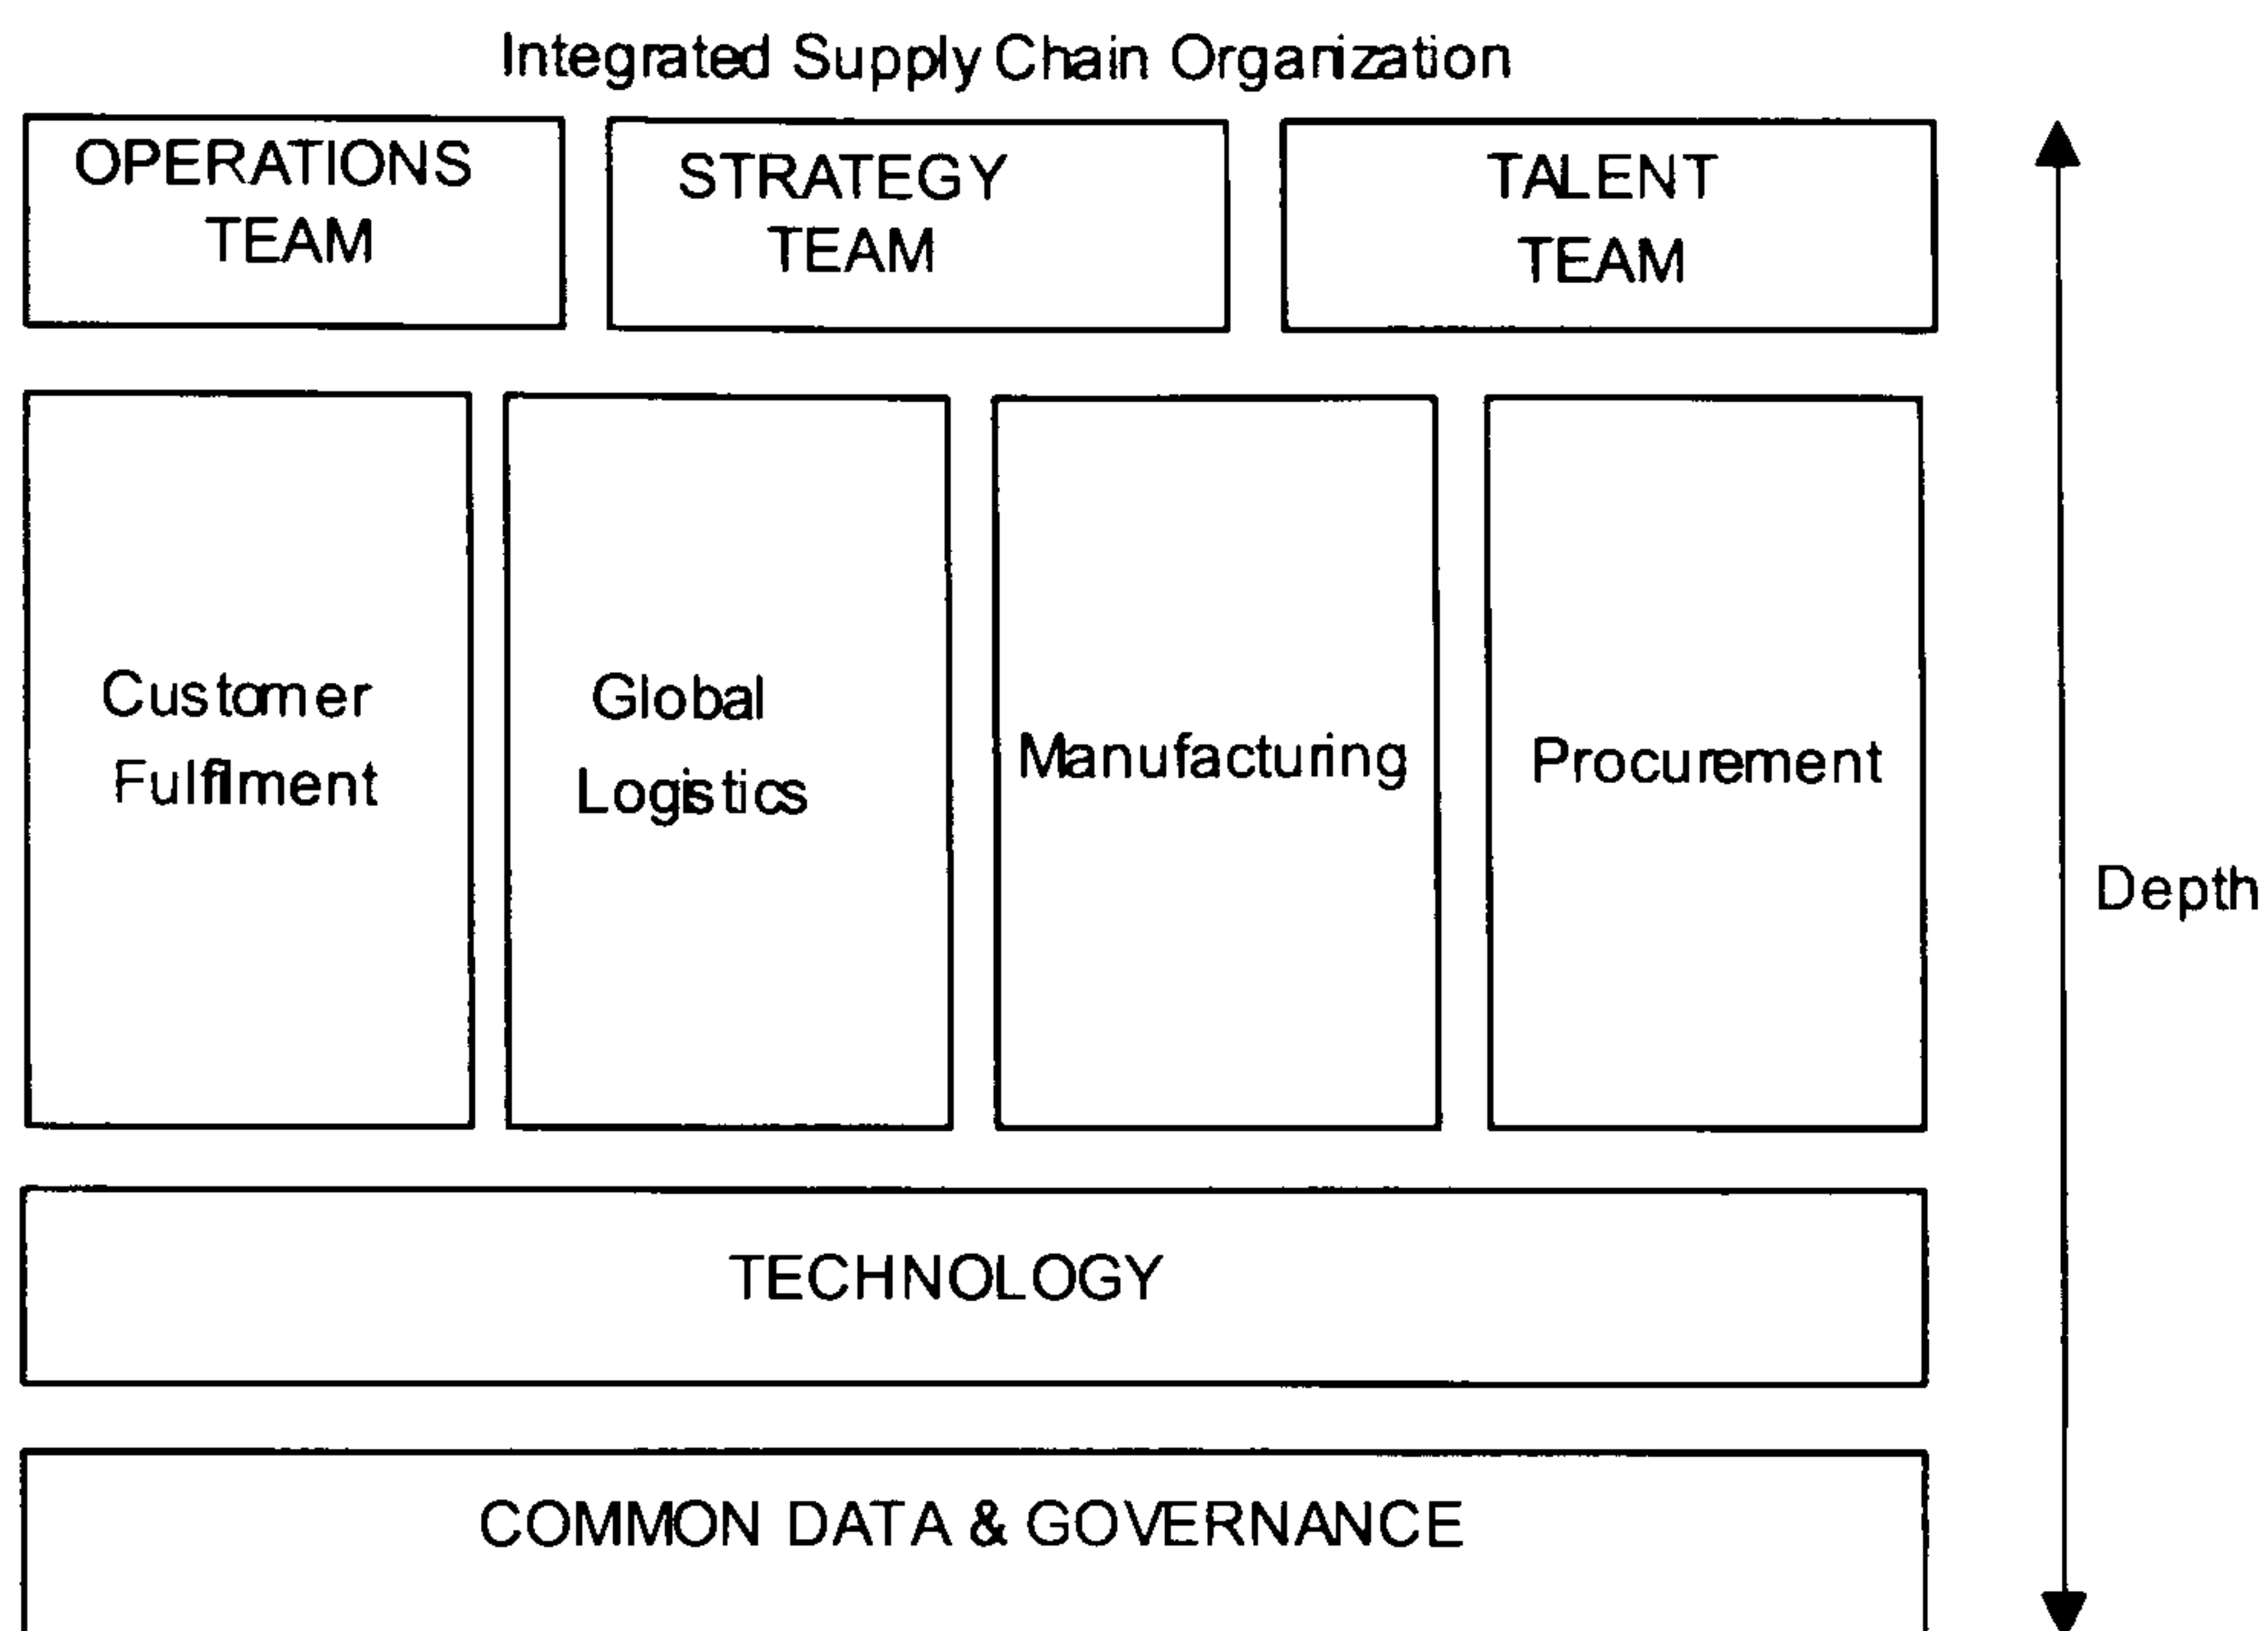 Integrated Supply Chain Organization
OPERATIONS
TEAM
STRATEGY
TEAM
TALENT
TEAM
Customer
Fulfilment
Global
Logistics
Manufacturing
Procurement
Depth
TECHNOLOGY
COMMON DATA & GOVERNANCE